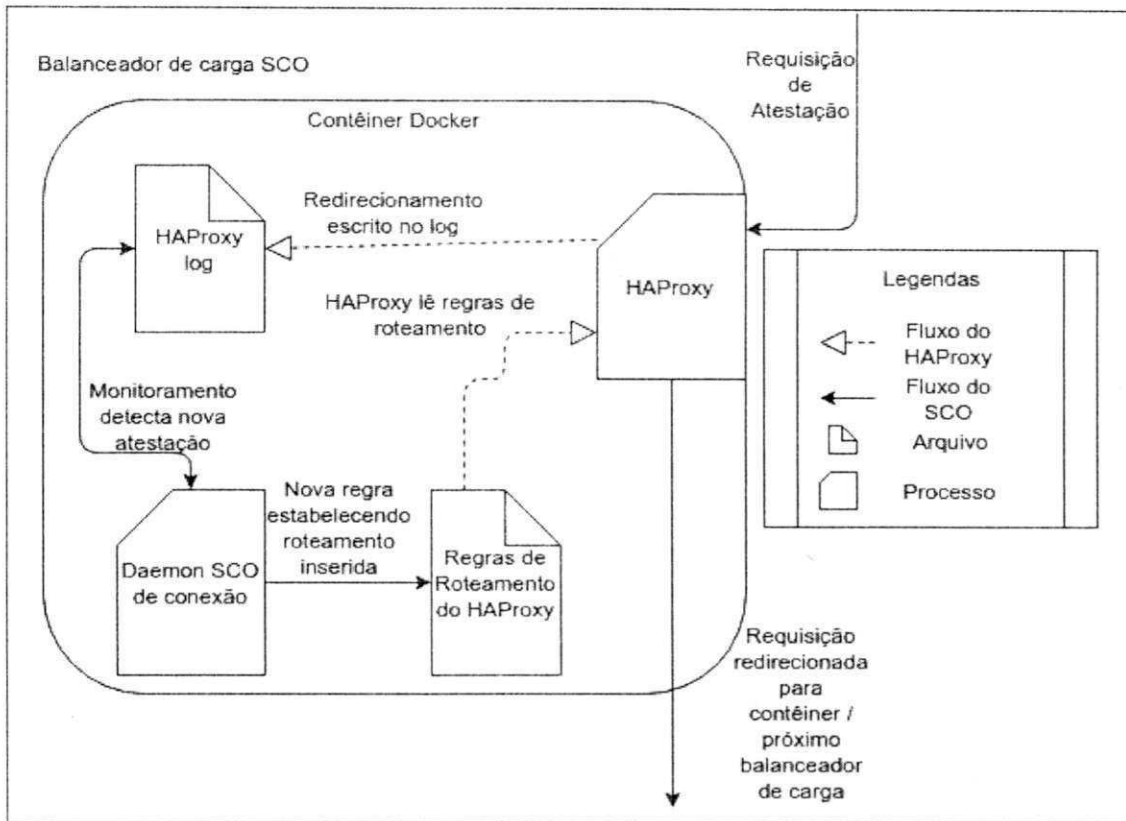 Balanceador de carga SCO
Requisição
de
Atestação
Contêiner Docker
Redirecionamento
escrito no log
HAProxy
log
HAProxy
HAProxy lê regras de
roteamento
Legendas
Fluxo do
HAProxy
Fluxo do
SCO
Arquivo
Processo
Monitoramento
detecta nova
atestação
Nova regra
estabelecendo
roteamento
inserida
Daemon SCO
de conexão
Regras de
Roteamento
do HAProxy
Requisição
redirecionada
para
contêiner /
próximo
balanceador
de carga